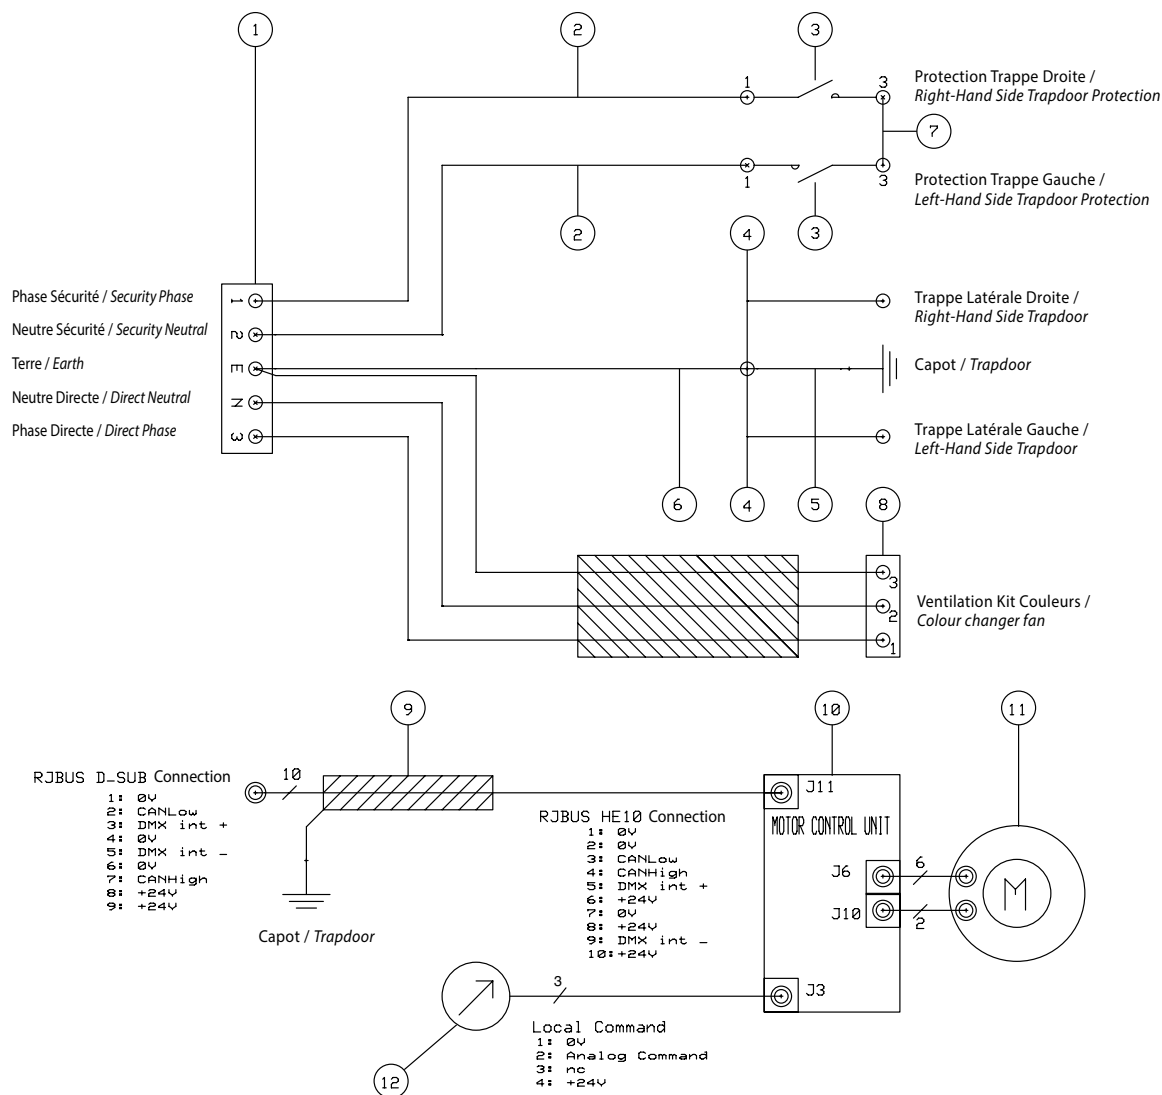 1
2
3
1
3
Protection Trappe Droite /
Right-Hand Side Trapdoor Protection
7
1
3
Protection Trappe Gauche /
Left-Hand Side Trapdoor Protection
2
4
3
Phase Sécurité / Security Phase
1
Trappe Latérale Droite /
Right-Hand Side Trapdoor
Neutre Sécurité / Security Neutral
2
Terre / Earth
E
Capot / Trapdoor
Neutre Directe / Direct Neutral
N
Phase Directe / Direct Phase
3
Trappe Latérale Gauche /
Left-Hand Side Trapdoor
6
4
5
8
3
2
1
Ventilation Kit Couleurs /
Colour changer fan
9
10
11
RJBUS D_SUB Connection
1: 0V
2: CANLow
3: DMX int +
4: 0V
5: DMX int -
6: 0V
7: CANHigh
8: +24V
9: +24V
10
Capot / Trapdoor
RJBUS HE10 Connection
1: 0V
2: 0V
3: CANLow
4: CANHigh
5: DMX int +
6: +24V
7: 0V
8: +24V
9: DMX int -
10: +24V
J11
MOTOR CONTROL UNIT
J6
6
J10
2
M
J3
3
Local Command
1: 0V
2: Analog Command
3: nc
4: +24V
12